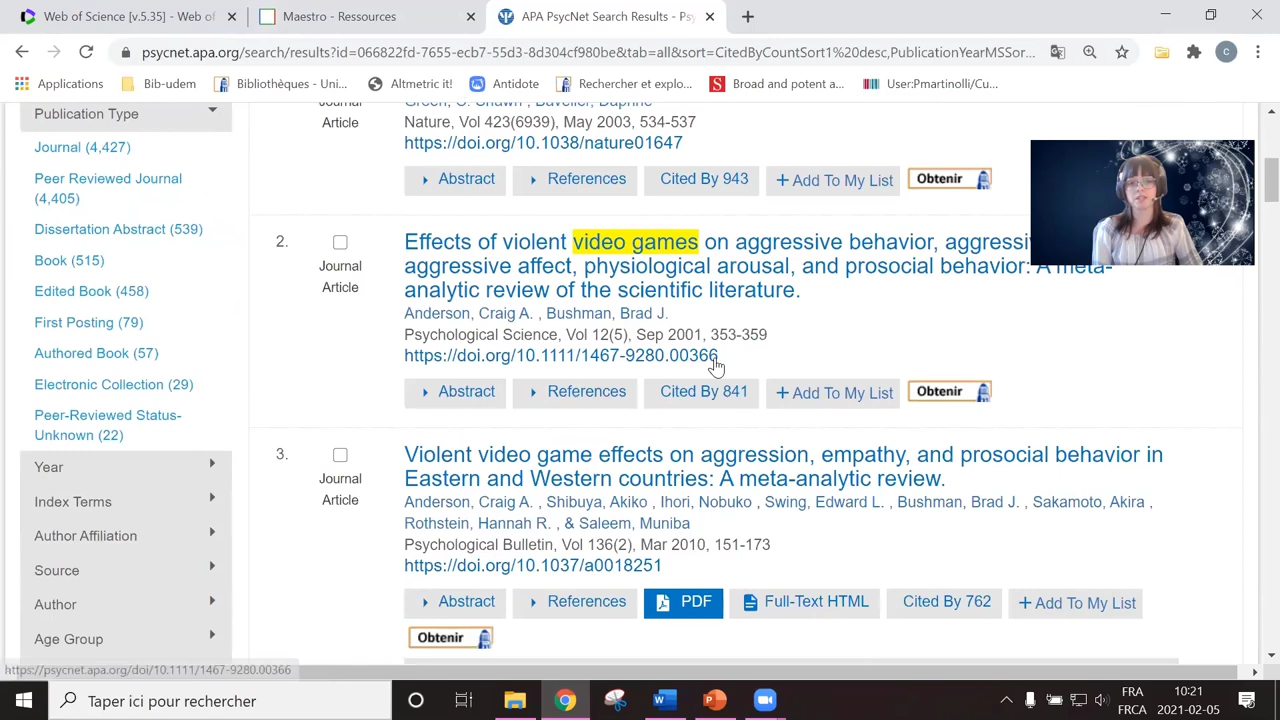 Web of Science [v.5.35] - Web of
Maestro - Ressources
APA PsycNet Search Results - Psy
psycnet.apa.org/search/results?id=066822fd-7655-ecb7-55d3-8d304cf980be&tab=all&sort=CitedByCountSort1%20desc,PublicationYearMSSor...
C
Applications
Bib-udem
Bibliothèques - Uni...
Altmetric it!
Antidote
Rechercher et explo...
Broad and potent a...
User:Pmartinolli/Cu...
Publication Type
Journal (4,427)
Peer Reviewed Journal
(4,405)
Dissertation Abstract (539)
Book (515)
Edited Book (458)
First Posting (79)
Authored Book (57)
Electronic Collection (29)
Peer-Reviewed Status-
Unknown (22)
Year
Index Terms
Author Affiliation
Source
Author
Age Group
Journal
Article
Green, C. Shawn , Bavelier, Daphne
Nature, Vol 423(6939), May 2003, 534-537
https://doi.org/10.1038/nature01647
Abstract
References
Cited By 943
+ Add To My List
Obtenir
2.
Journal
Article
Effects of violent video games on aggressive behavior, aggressi
aggressive affect, physiological arousal, and prosocial behavior: A meta-
analytic review of the scientific literature.
Anderson, Craig A. , Bushman, Brad J.
Psychological Science, Vol 12(5), Sep 2001, 353-359
https://doi.org/10.1111/1467-9280.00366
Abstract
References
Cited By 841
+ Add To My List
Obtenir
3.
Journal
Article
Violent video game effects on aggression, empathy, and prosocial behavior in
Eastern and Western countries: A meta-analytic review.
Anderson, Craig A. , Shibuya, Akiko , Ihori, Nobuko , Swing, Edward L. , Bushman, Brad J. , Sakamoto, Akira ,
Rothstein, Hannah R. , & Saleem, Muniba
Psychological Bulletin, Vol 136(2), Mar 2010, 151-173
https://doi.org/10.1037/a0018251
Abstract
References
PDF
Full-Text HTML
Cited By 762
+ Add To My List
Obtenir
https://psycnet.apa.org/doi/10.1111/1467-9280.00366
Taper ici pour rechercher
FRA
FRCA
10:21
2021-02-05